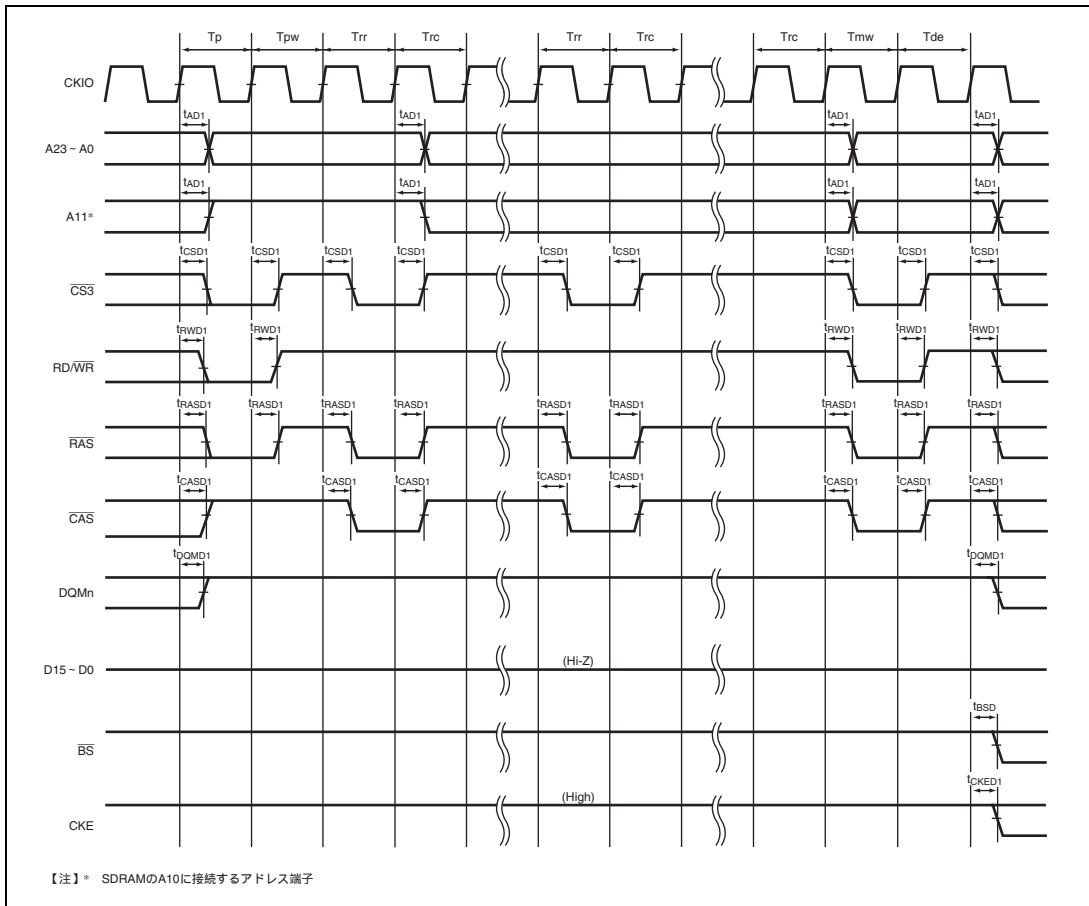 Tp Tpw Trr Trc Trr Trc Trc Tmw Tde
CKIO
tAD1 tAD1 tAD1 tAD1
A23 ~ A0
tAD1 tAD1 tAD1 tAD1
A11*
tCSD1 tCSD1 tCSD1 tCSD1 tCSD1 tCSD1 tCSD1 tCSD1 tCSD1
CS3
tRWD1 tRWD1 tRWD1 tRWD1 tRWD1
RD/WR
tRASD1 tRASD1 tRASD1 tRASD1 tRASD1 tRASD1 tRASD1 tRASD1 tRASD1
RAS
tCASD1 tCASD1 tCASD1 tCASD1 tCASD1 tCASD1 tCASD1 tCASD1
CAS
tDQMD1 tDQMD1
DQMn
(Hi-Z)
D15 ~ D0
tBSD
BS
tCKED1
(High)
CKE
【注】* SDRAMのA10に接続するアドレス端子